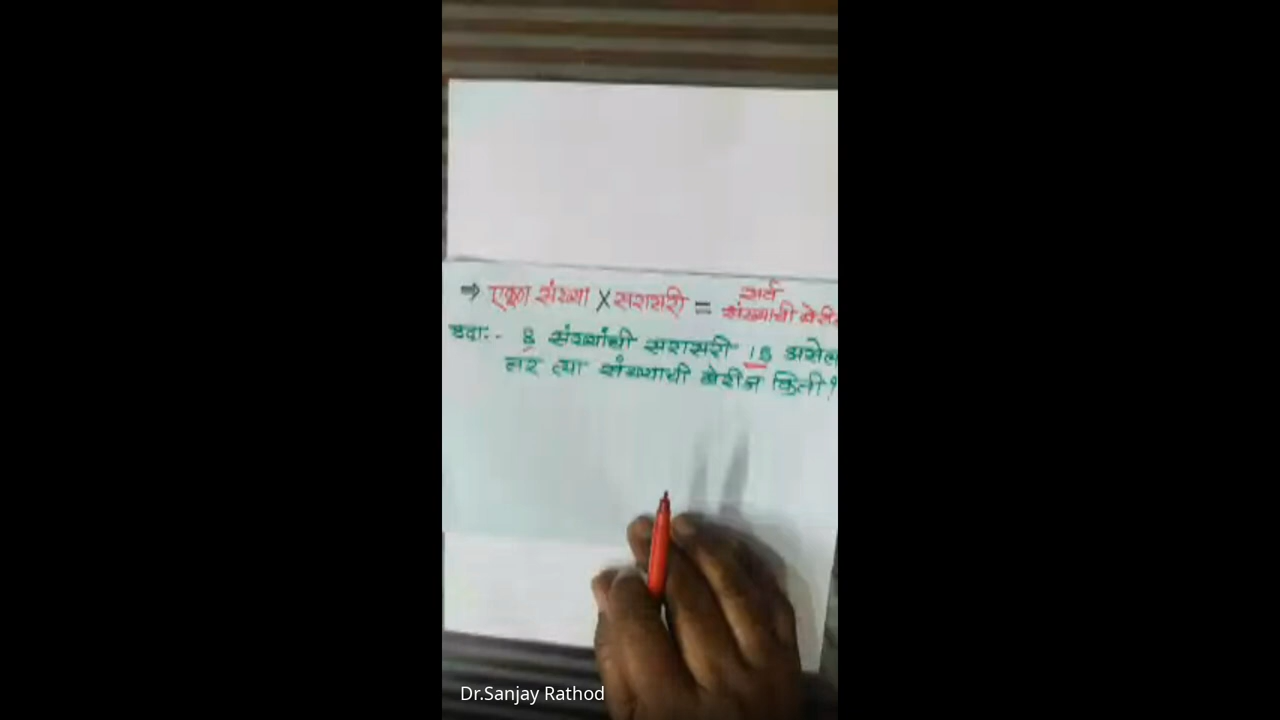 ⇒ एकूण संख्या X सरासरी = सर्व संख्याची बेरीज
उदा:- 8 संख्यांची सरासरी 15 असेल
तर त्या संख्याची बेरीज किती?
Dr.Sanjay Rathod